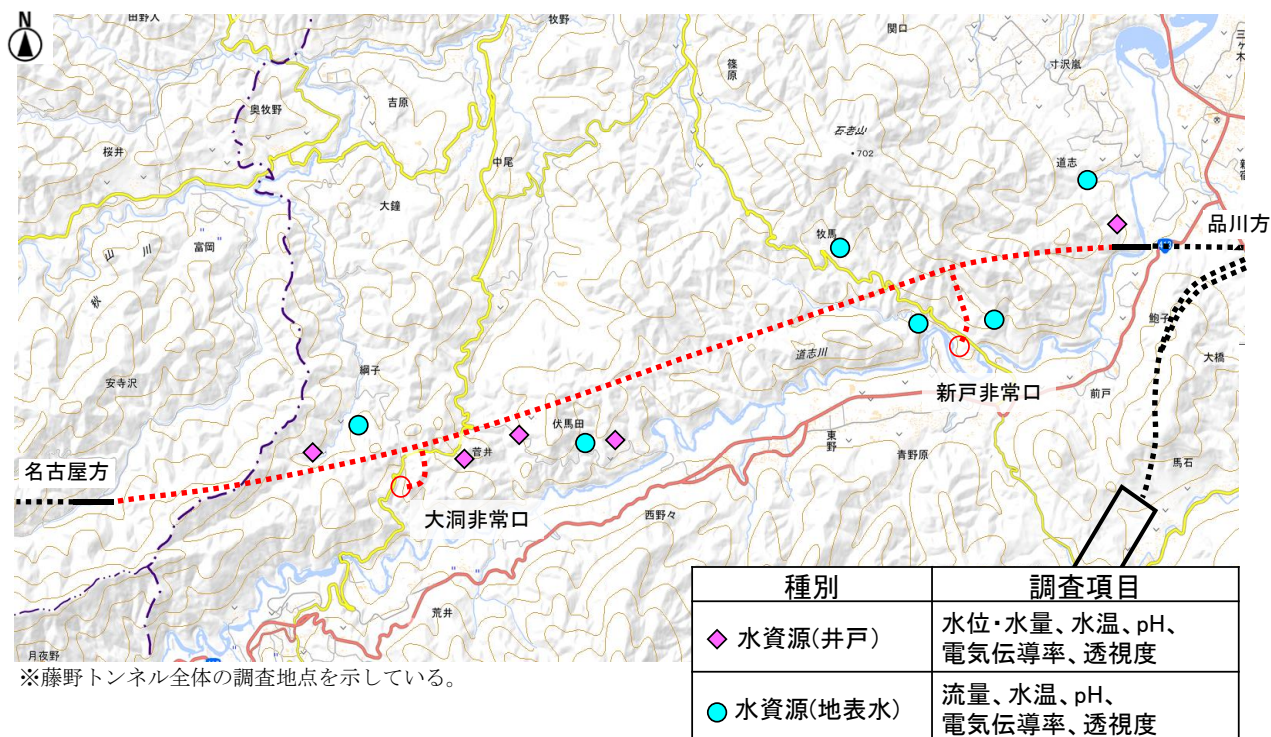 N
田野入
牧野
関口
三ケ木
寸沢嵐
篠原
奥牧野
吉原
石老山
・702
桜井
中尾
道志
新宿
大鐘
品川方
富岡
牧馬
秋山川
鮑子
道志川
大橋
綱子
安寺沢
新戸非常口
前戸
伏馬田
菅井
東野
青野原
馬石
名古屋方
大洞非常口
西野々
荒井
月夜野
種別
調査項目
水資源(井戸)
水位・水量、水温、pH、
電気伝導率、透視度
水資源(地表水)
流量、水温、pH、
電気伝導率、透視度
※藤野トンネル全体の調査地点を示している。